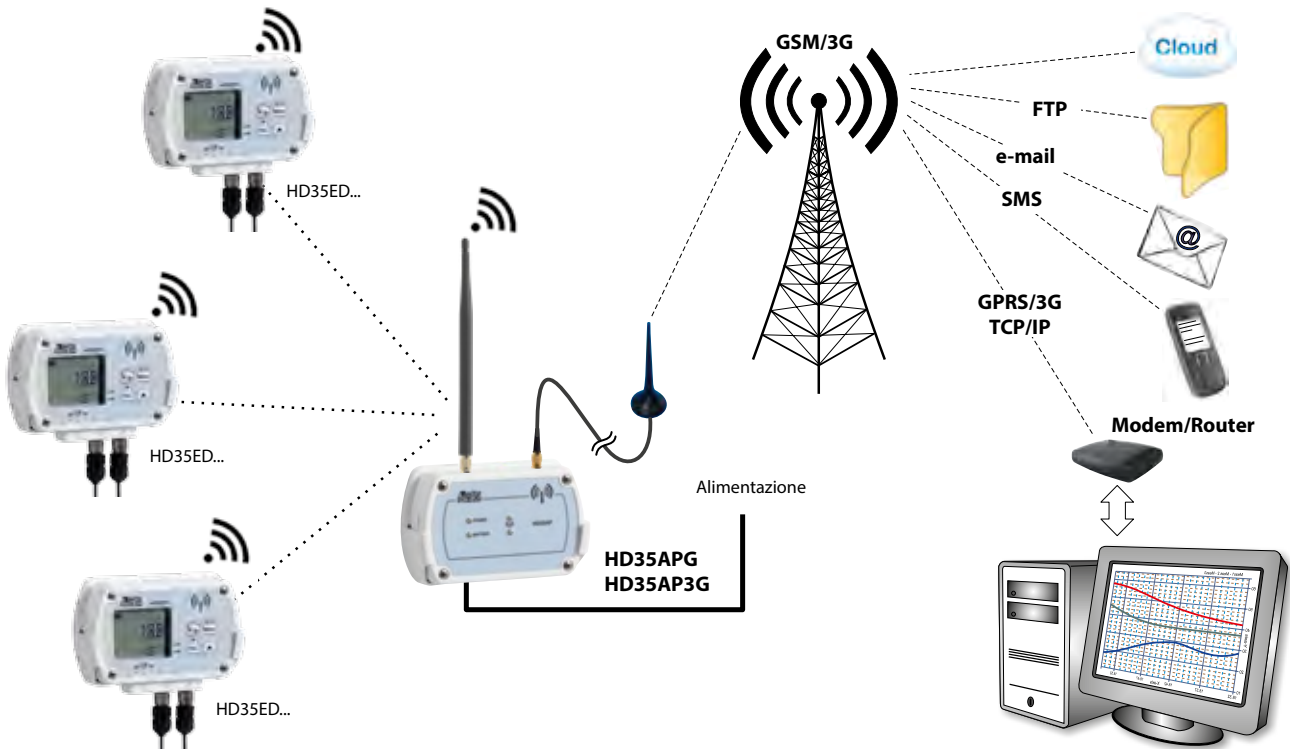 GSM/3G
Cloud
FTP
e-mail
SMS
GPRS/3G
TCP/IP
Modem/Router
HD35ED...
HD35ED...
HD35ED...
Alimentazione
HD35APG
HD35AP3G